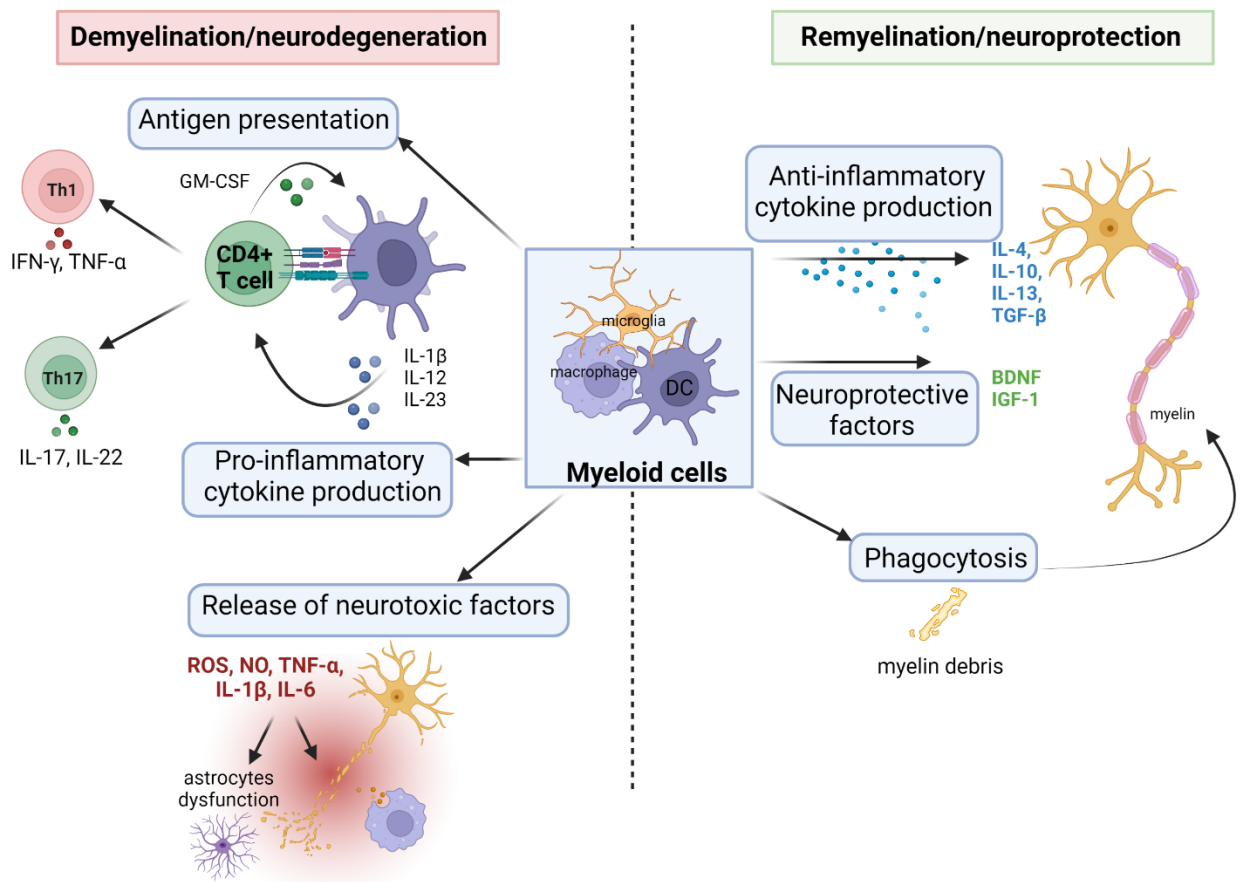 Demyelination/neurodegeneration
Remyelination/neuroprotection
Antigen presentation
GM-CSF
Th1
IFN-γ, TNF-α
CD4+
T cell
Th17
IL-17, IL-22
IL-1β
IL-12
IL-23
Pro-inflammatory
cytokine production
microglia
macrophage
DC
Myeloid cells
Anti-inflammatory
cytokine production
IL-4,
IL-10,
IL-13,
TGF-β
Neuroprotective
factors
BDNF
IGF-1
myelin
Phagocytosis
myelin debris
Release of neurotoxic factors
ROS, NO, TNF-α,
IL-1β, IL-6
astrocytes
dysfunction